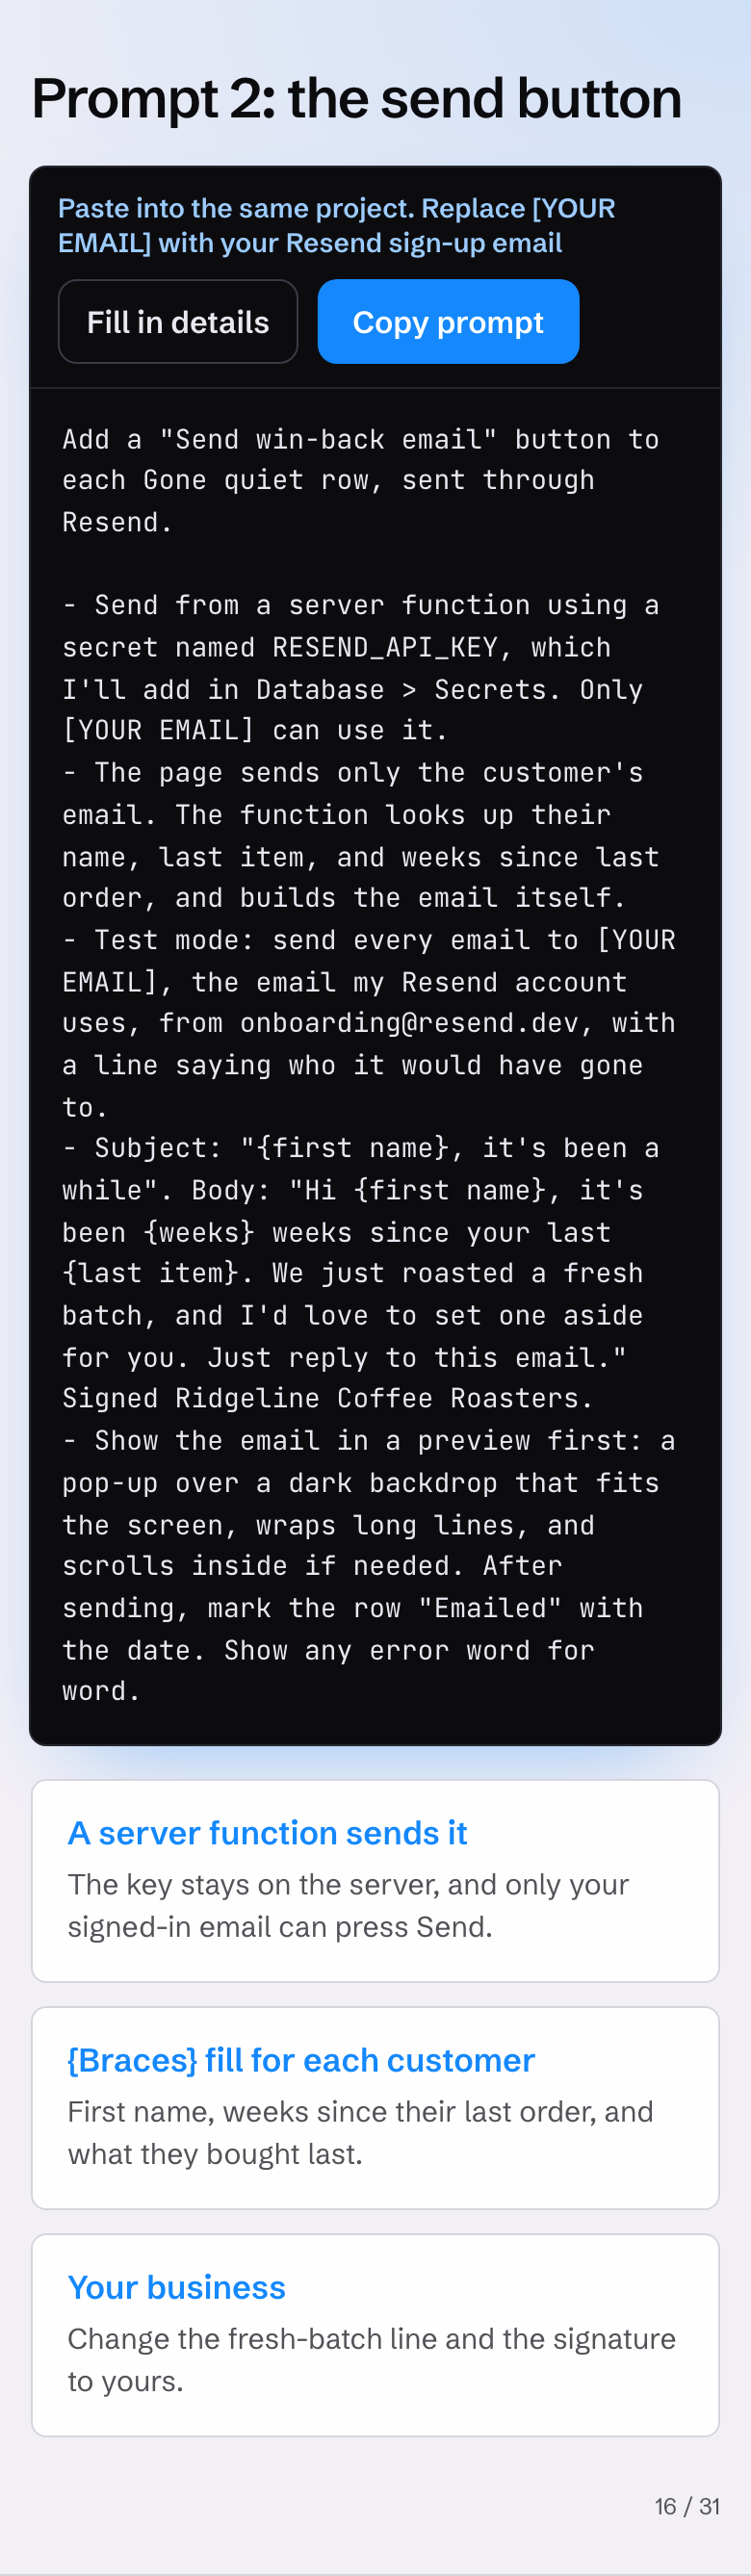 Prompt 2: the send button
Paste into the same project. Replace [YOUR
EMAIL] with your Resend sign-up email
Fill in details
Copy prompt
Add a "Send win-back email" button to
each Gone quiet row, sent through
Resend.
- Send from a server function using a
secret named RESEND_API_KEY, which
I'll add in Database > Secrets. Only
[YOUR EMAIL] can use it.
- The page sends only the customer's
email. The function looks up their
name, last item, and weeks since last
order, and builds the email itself.
- Test mode: send every email to [YOUR
EMAIL], the email my Resend account
uses, from onboarding@resend.dev, with
a line saying who it would have gone
to.
- Subject: "{first name}, it's been a
while". Body: "Hi {first name}, it's
been {weeks} weeks since your last
{last item}. We just roasted a fresh
batch, and I'd love to set one aside
for you. Just reply to this email."
Signed Ridgeline Coffee Roasters.
- Show the email in a preview first: a
pop-up over a dark backdrop that fits
the screen, wraps long lines, and
scrolls inside if needed. After
sending, mark the row "Emailed" with
the date. Show any error word for
word.
A server function sends it
The key stays on the server, and only your
signed-in email can press Send.
{Braces} fill for each customer
First name, weeks since their last order, and
what they bought last.
Your business
Change the fresh-batch line and the signature
to yours.
16 / 31